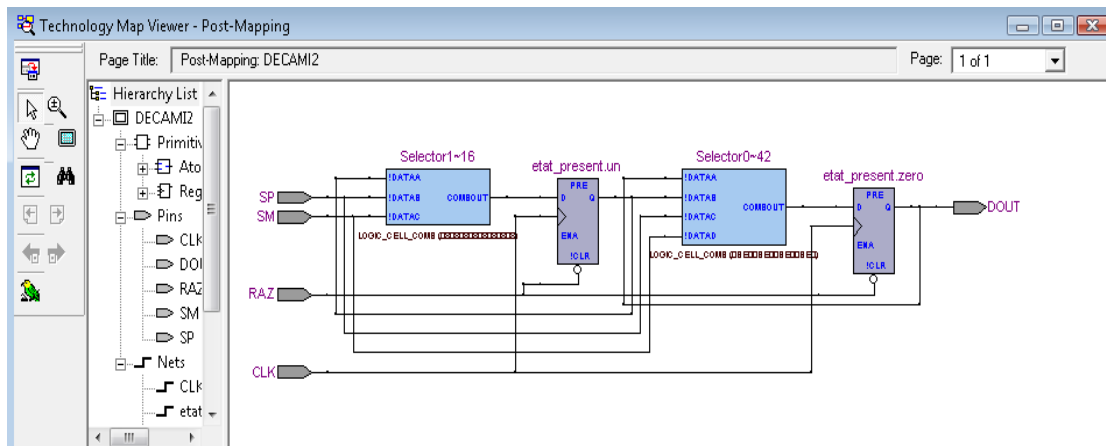 Technology Map Viewer - Post-Mapping
Page Title: Post-Mapping: DECAMI2
Page: 1 of 1
Hierarchy List
DECAMI2
Primitiv
Ato
Reg
Pins
CLK
DOU
RAZ
SM
SP
Nets
CLK
etat
Selector1~16
!DATAA
!DATAB
!DATAC
COMBOUT
LOGIC_CELL_COMB
etat_present.un
PRE
D
Q
ENA
!CLR
Selector0~42
!DATAA
!DATAB
!DATAC
!DATAD
COMBOUT
LOGIC_CELL_COMB
etat_present.zero
PRE
D
Q
ENA
!CLR
DOUT
SP
SM
RAZ
CLK